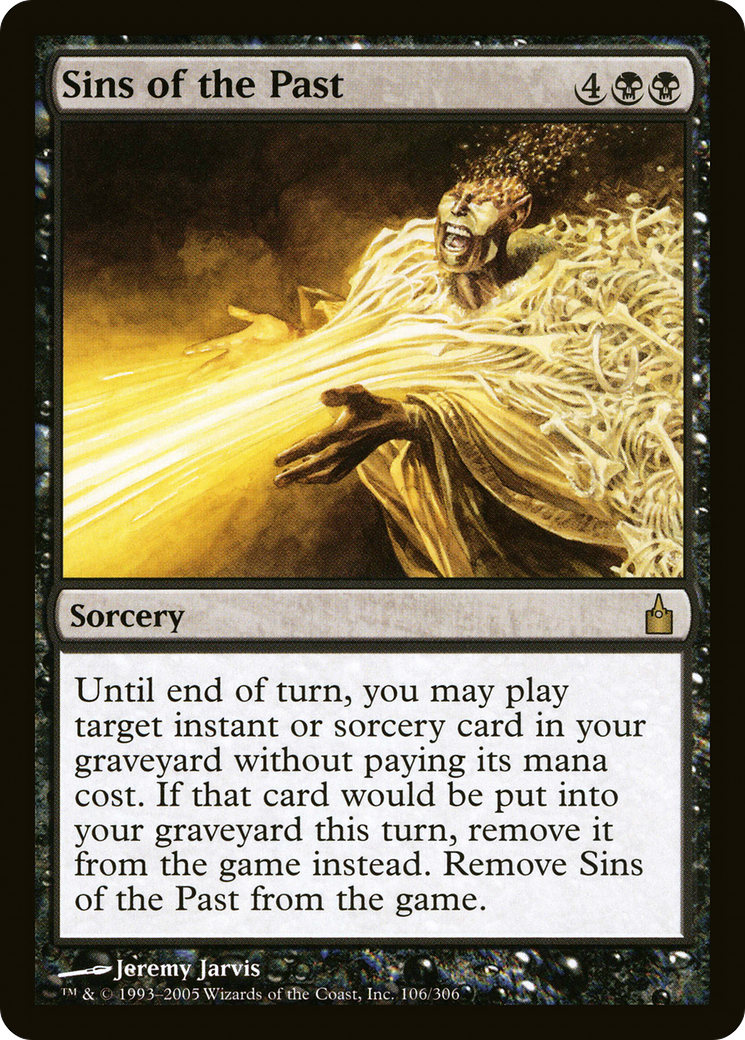 Sins of the Past 4
Sorcery
Until end of turn, you may play
target instant or sorcery card in your
graveyard without paying its mana
cost. If that card would be put into
your graveyard this turn, remove it
from the game instead. Remove Sins
of the Past from the game.
Jeremy Jarvis
™ & © 1993–2005 Wizards of the Coast, Inc. 106/306